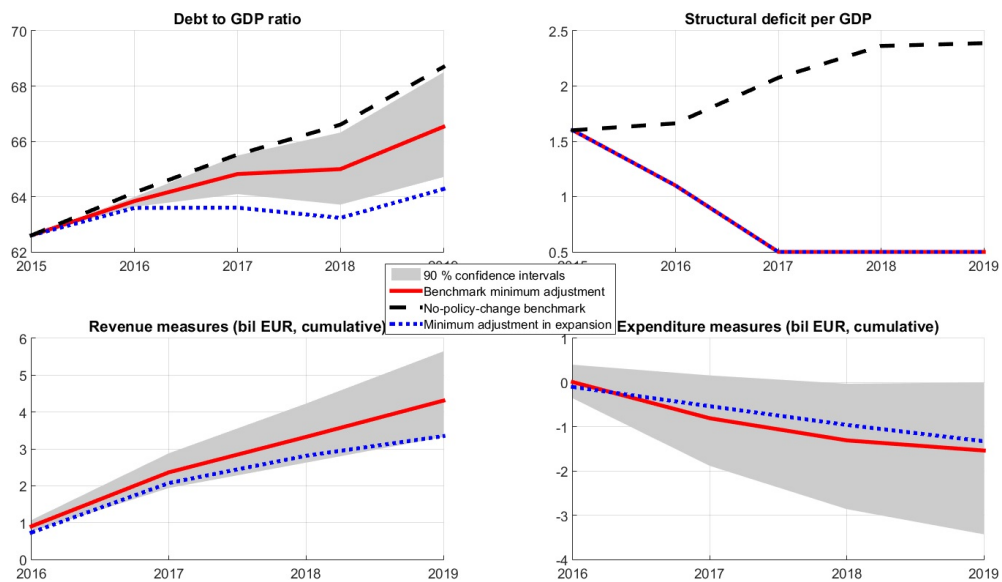 Debt to GDP ratio
70
68
66
64
62
2015 2016 2017 2018 2019
Structural deficit per GDP
2.5
2
1.5
1
0.5
2015 2016 2017 2018 2019
90 % confidence intervals
Benchmark minimum adjustment
No-policy-change benchmark
Minimum adjustment in expansion
Revenue measures (bil EUR, cumulative)
6
5
4
3
2
1
0
2016 2017 2018 2019
Expenditure measures (bil EUR, cumulative)
1
0
-1
-2
-3
-4
2016 2017 2018 2019